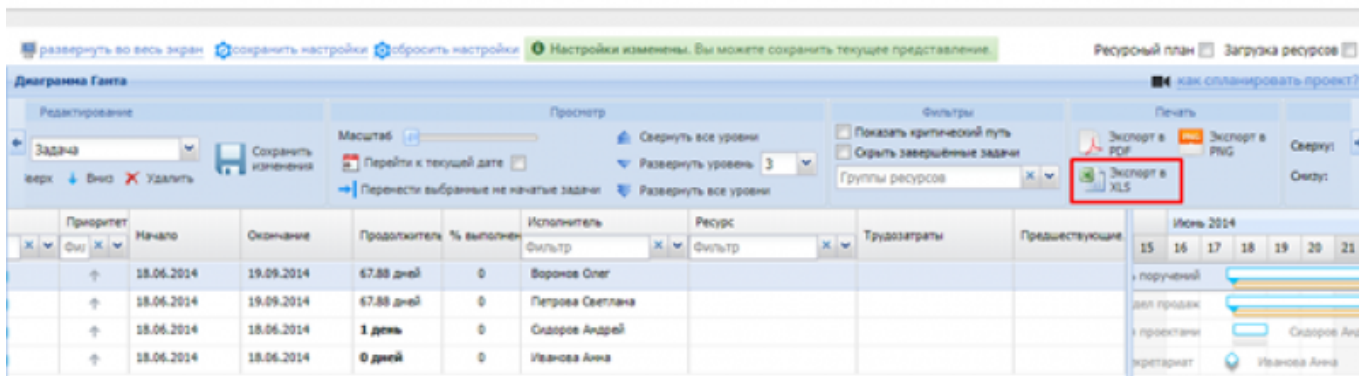 развернуть во весь экран сохранить настройки сбросить настройки Настройки изменены. Вы можете сохранить текущее представление. Ресурсный план Загрузка ресурсов
Диаграмма Ганта как спланировать проект?
Редактирование Просмотр Фильтры Печать
Задача
Сохранить изменения
Вниз Удалить
Масштаб
Перейти к текущей дате
Перенести выбранные не начатые задачи
Свернуть все уровни
Развернуть уровень 3
Развернуть все уровни
Показать критический путь
Скрыть завершённые задачи
Группы ресурсов
Экспорт в PDF
PNG Экспорт в PNG
Экспорт в XLS
Сверху:
Снизу:
Приоритет Начало Окончание Продолжитель % выполнен Исполнитель Ресурс Трудозатраты Предшествующие Июнь 2014
Фильтр Фильтр 15 16 17 18 19 20 21
18.06.2014 19.09.2014 67.88 дней 0 Воронов Олег поручений
18.06.2014 19.09.2014 67.88 дней 0 Петрова Светлана дел продаж
18.06.2014 18.06.2014 1 день 0 Сидоров Андрей проектами Сидоров Анд
18.06.2014 18.06.2014 0 дней 0 Иванова Анна кретариат Иванова Анна